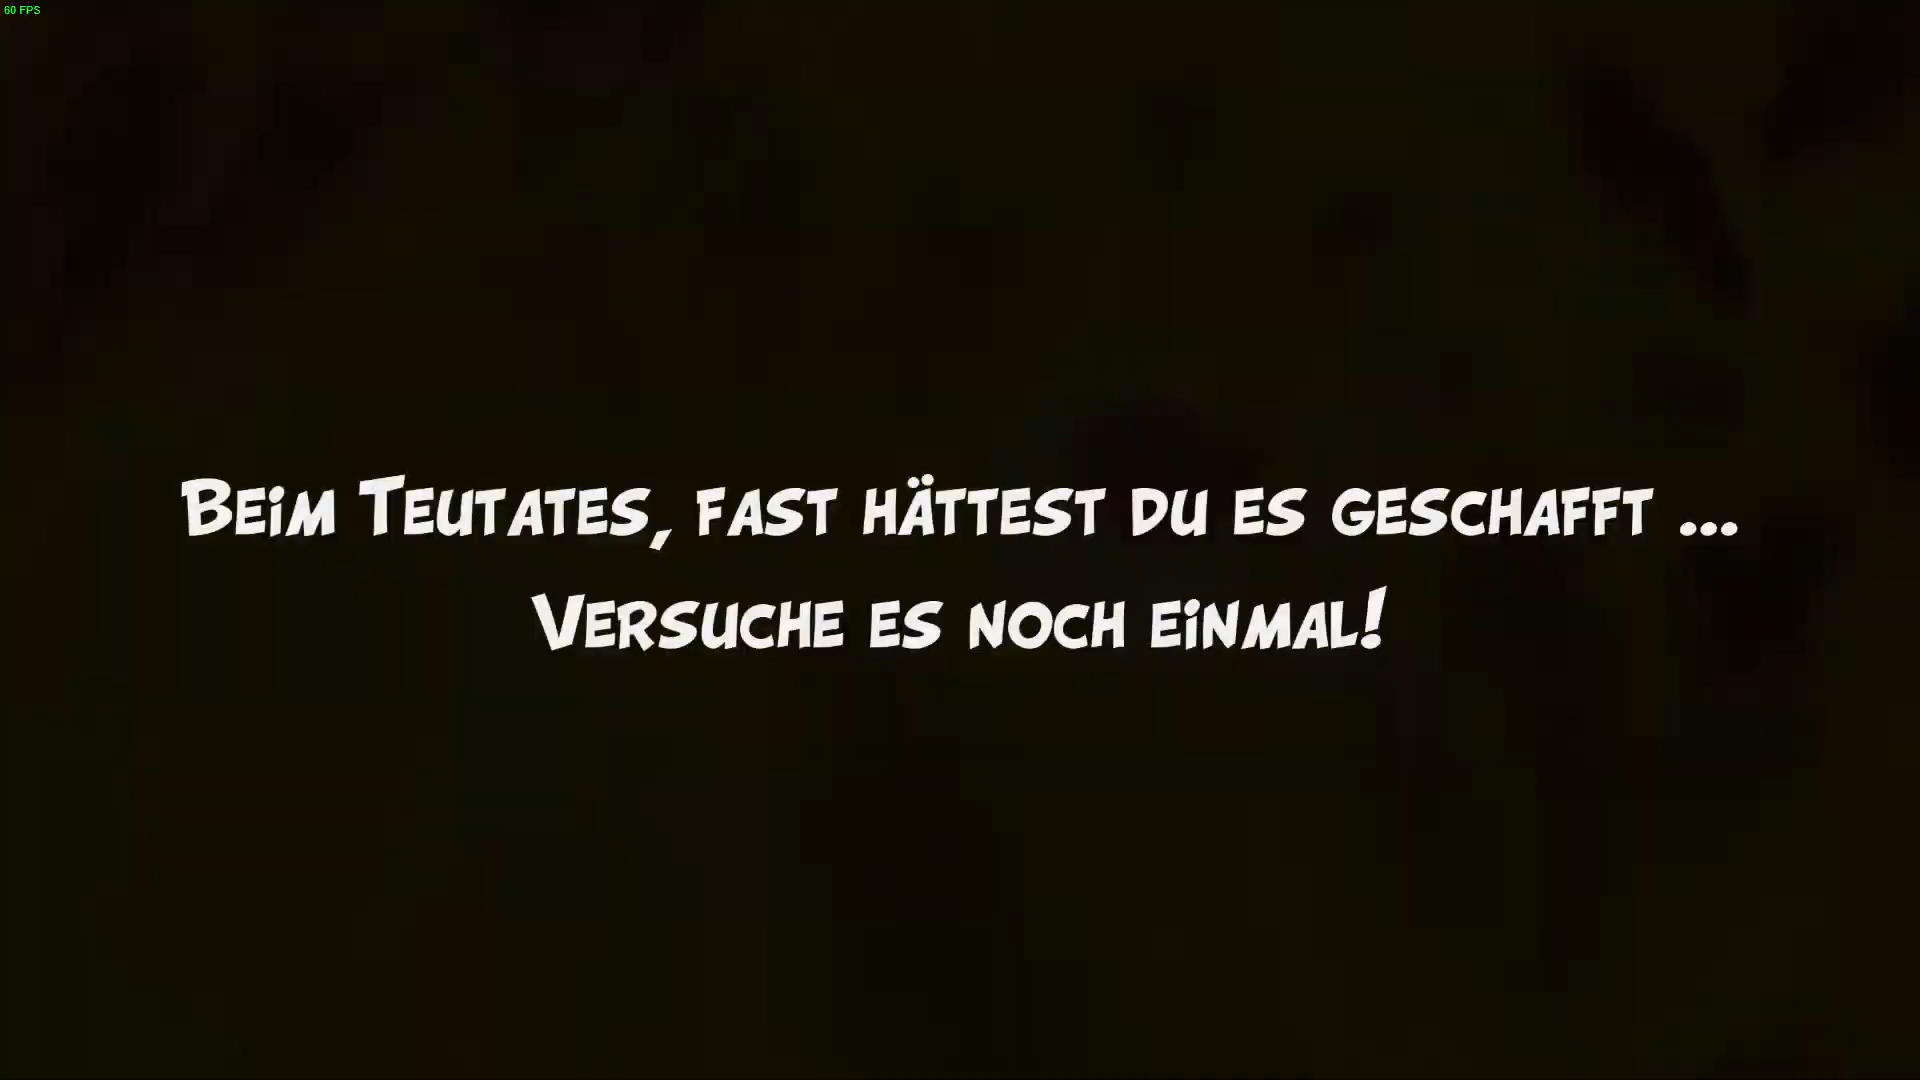 60 FPS
Beim Teutates, fast hättest du es geschafft ...
Versuche es noch einmal!